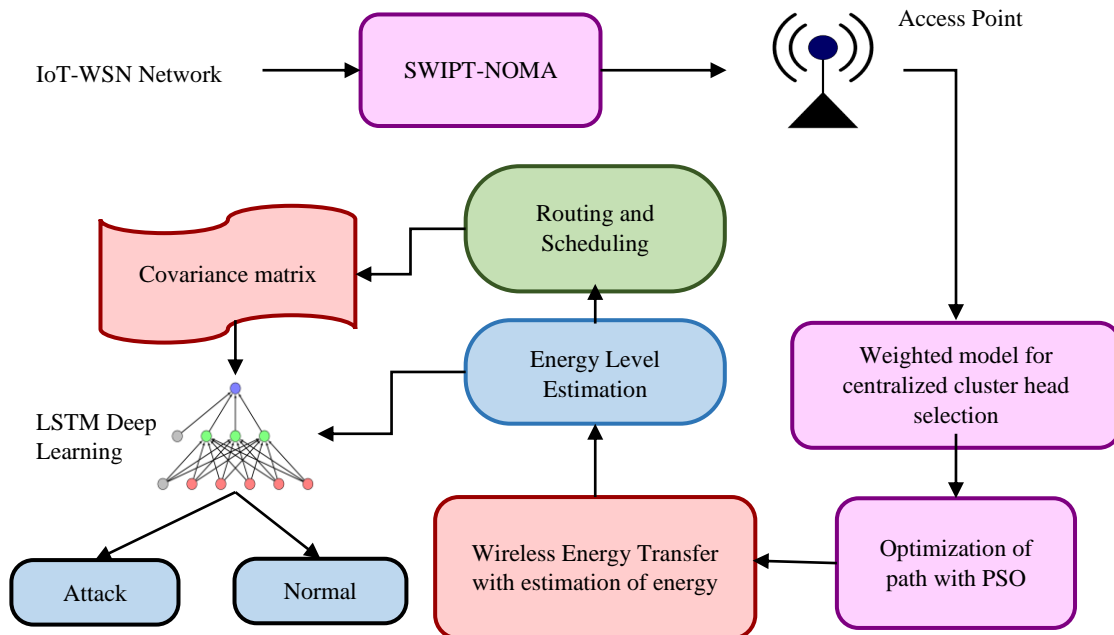 Access Point
IoT-WSN Network
SWIPT-NOMA
Routing and
Scheduling
Covariance matrix
Energy Level
Estimation
Weighted model for
centralized cluster head
selection
LSTM Deep
Learning
Wireless Energy Transfer
with estimation of energy
Optimization of
path with PSO
Attack
Normal